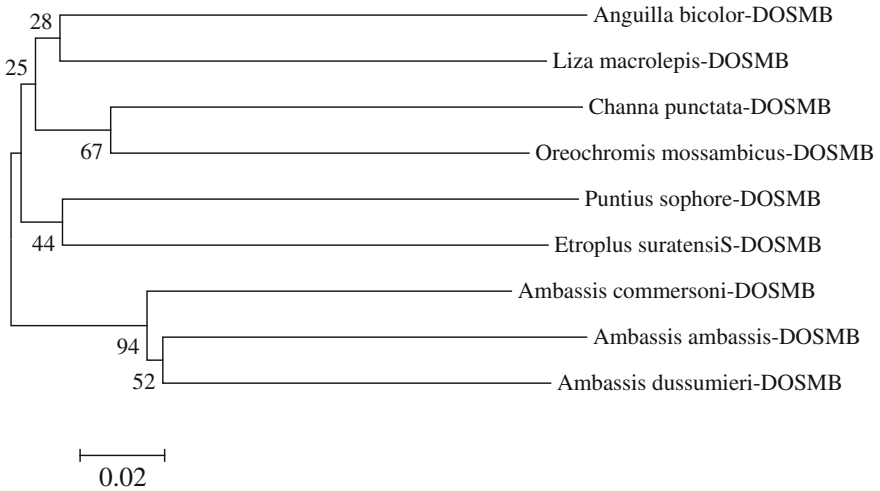 28
Anguilla bicolor-DOSMB
25
Liza macrolepis-DOSMB
Channa punctata-DOSMB
67
Oreochromis mossambicus-DOSMB
Puntius sophore-DOSMB
44
Etroplus suratensiS-DOSMB
Ambassis commersoni-DOSMB
94
Ambassis ambassis-DOSMB
52
Ambassis dussumieri-DOSMB
0.02